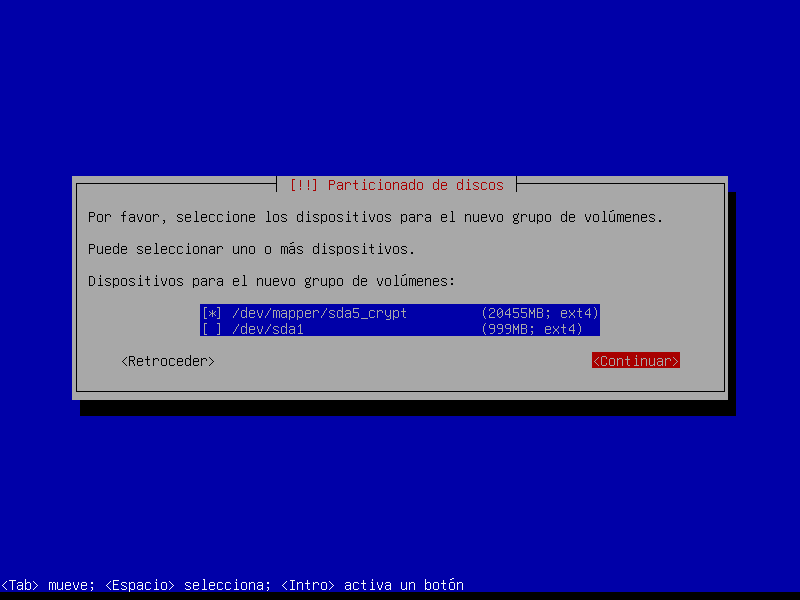 [!!] Particionado de discos
Por favor, seleccione los dispositivos para el nuevo grupo de volúmenes.
Puede seleccionar uno o más dispositivos.
Dispositivos para el nuevo grupo de volúmenes:
[*] /dev/mapper/sda5_crypt (20455MB; ext4)
[ ] /dev/sda1 (999MB; ext4)
<Retroceder> <Continuar>
<Tab> mueve; <Espacio> selecciona; <Intro> activa un botón